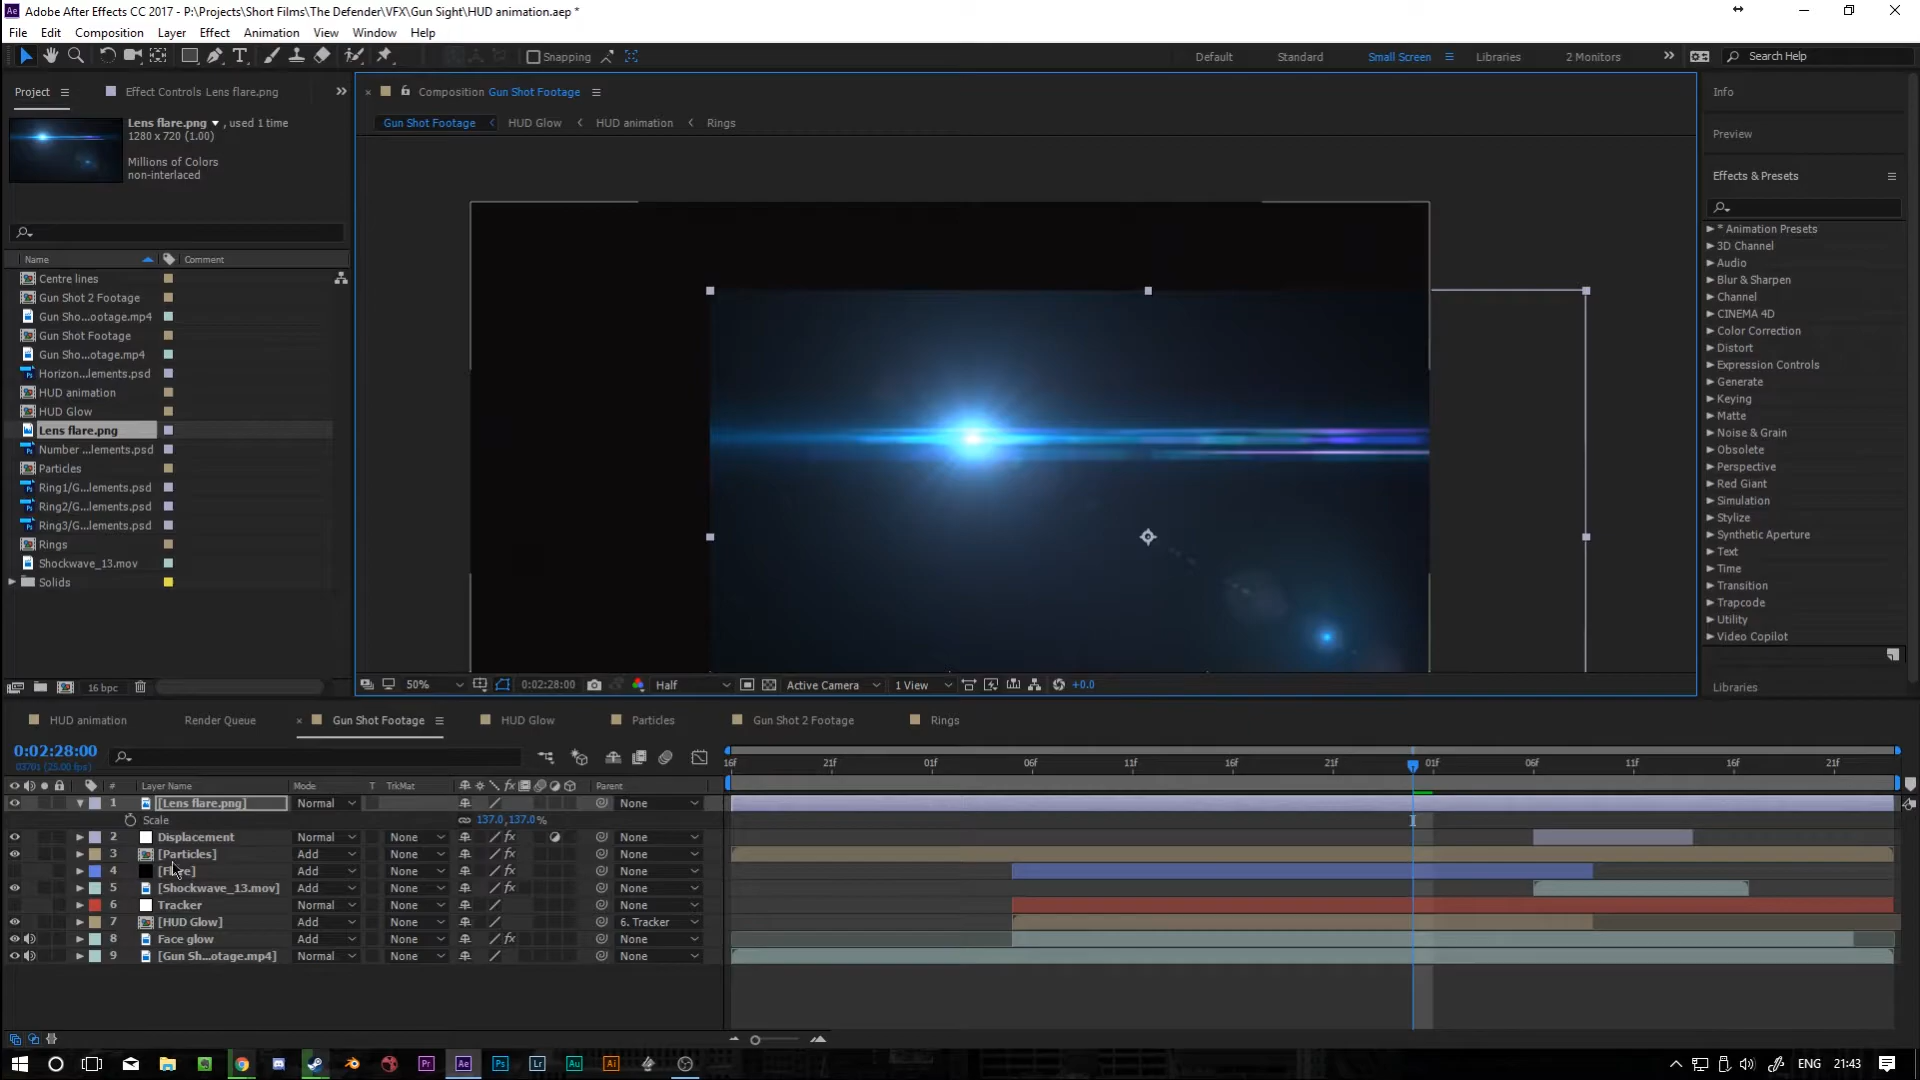 Adobe After Effects CC 2017 - P:\Projects\Short Films\The Defender\VFX\Gun Sight\HUD animation.aep *
File Edit Composition Layer Effect Animation View Window Help
Snapping Default Standard Small Screen Libraries 2 Monitors Search Help
Project Effect Controls Lens flare.png Composition Gun Shot Footage
Lens flare.png , used 1 time
1280 x 720 (1.00)
Millions of Colors
non-interlaced
Name Comment
Centre lines
Gun Shot 2 Footage
Gun Sho...ootage.mp4
Gun Shot Footage
Gun Sho...otage.mp4
Horizon...lements.psd
HUD animation
HUD Glow
Lens flare.png
Number ...lements.psd
Particles
Ring1/G...lements.psd
Ring2/G...lements.psd
Ring3/G...lements.psd
Rings
Shockwave_13.mov
Solids
16 bpc
Gun Shot Footage HUD Glow HUD animation Rings
50% 0:02:28:00 Half Active Camera 1 View +0.0
Info
Preview
Effects & Presets
* Animation Presets
3D Channel
Audio
Blur & Sharpen
Channel
CINEMA 4D
Color Correction
Distort
Expression Controls
Generate
Keying
Matte
Noise & Grain
Obsolete
Perspective
Red Giant
Simulation
Stylize
Synthetic Aperture
Text
Time
Transition
Trapcode
Utility
Video Copilot
Libraries
HUD animation Render Queue Gun Shot Footage HUD Glow Particles Gun Shot 2 Footage Rings
0:02:28:00
03701 (25.00 fps)
16f 21f 01f 06f 11f 16f 21f 01f 06f 11f 16f 21f
# Layer Name Mode T TrkMat Parent
1 [Lens flare.png] Normal None
Scale 137.0,137.0%
2 Displacement Normal None None
3 [Particles] Add None None
4 Add None None
5 [Shockwave_13.mov] Add None None
6 Tracker Normal None None
7 [HUD Glow] Add None 6. Tracker
8 Face glow Add None None
9 [Gun Sh...otage.mp4] Normal None None
ENG 21:43